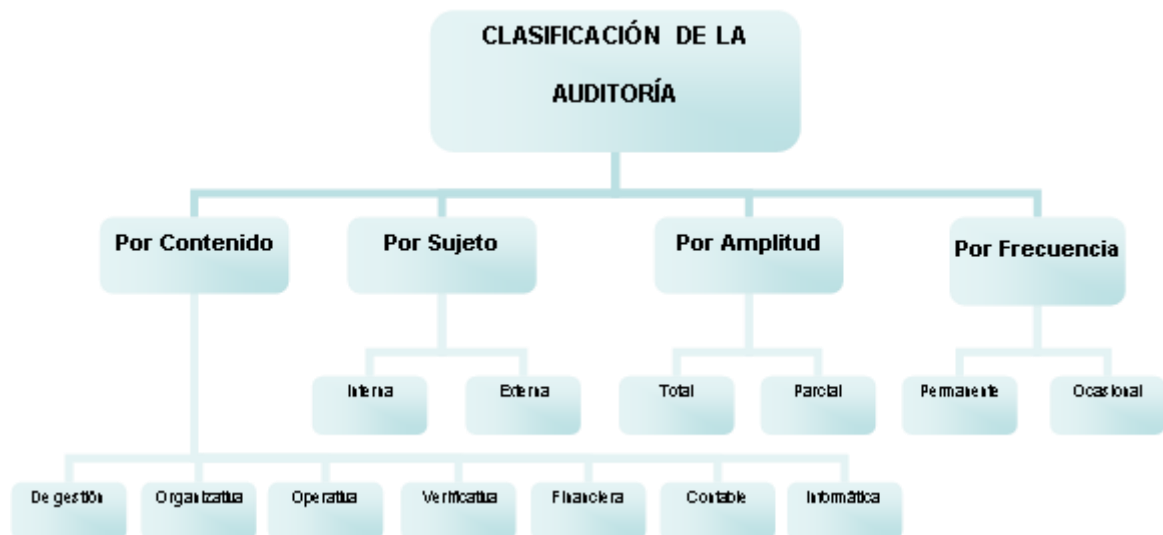 CLASIFICACIÓN DE LA
AUDITORÍA
Por Contenido
Por Sujeto
Por Amplitud
Por Frecuencia
Interna
Externa
Total
Parcial
Permanente
Ocasional
De gestión
Organizativa
Operativa
Verificativa
Financiera
Contable
Informática